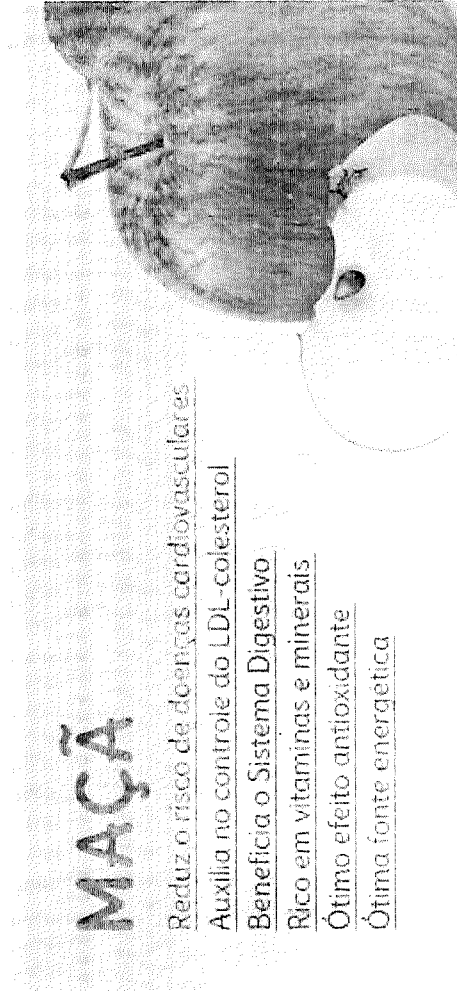 MAÇÃ
Reduz o risco de doenças cardiovasculares
Auxilia no controle do LDL-colesterol
Beneficia o Sistema Digestivo
Rico em vitaminas e minerais
Ótimo efeito antioxidante
Ótima fonte energética